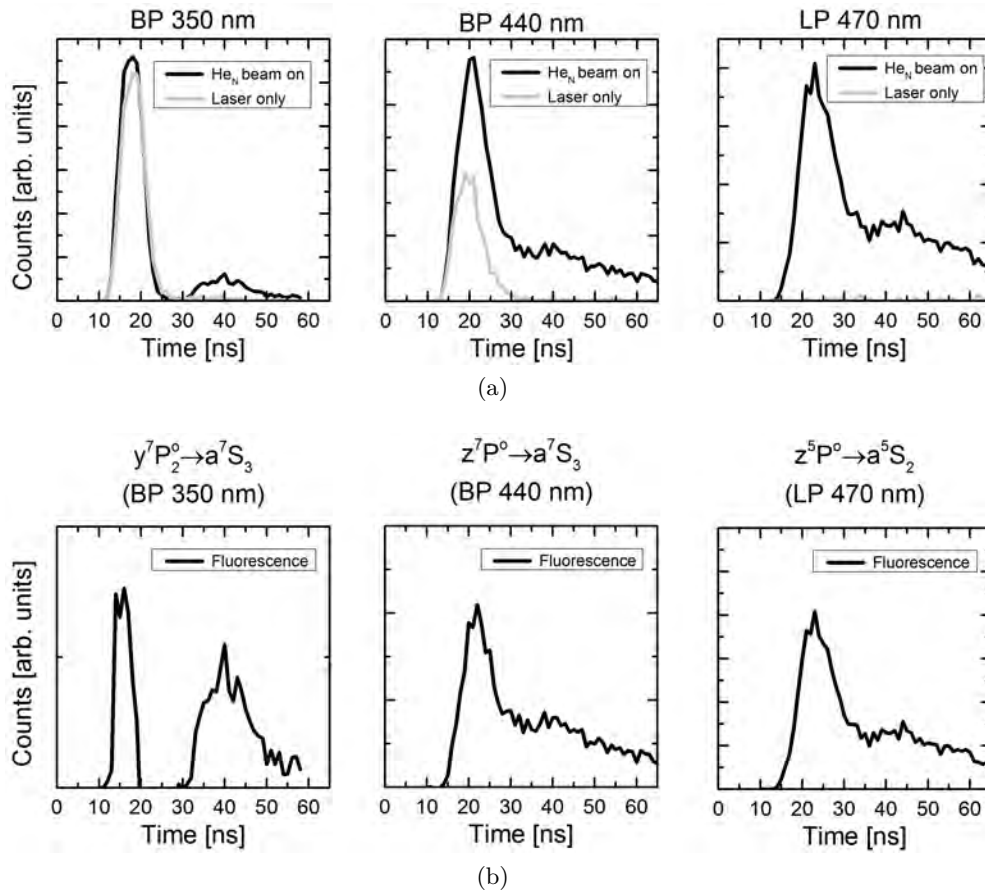 BP 350 nm
BP 440 nm
LP 470 nm
Counts [arb. units]
He_N beam on
Laser only
He_N beam on
Laser only
He_N beam on
Laser only
0 10 20 30 40 50 60
0 10 20 30 40 50 60
0 10 20 30 40 50 60
Time [ns]
Time [ns]
Time [ns]
(a)
y⁷P₂°→a⁷S₃
(BP 350 nm)
z⁷P°→a⁷S₃
(BP 440 nm)
z⁵P°→a⁵S₂
(LP 470 nm)
Counts [arb. units]
Fluorescence
Fluorescence
Fluorescence
0 10 20 30 40 50 60
0 10 20 30 40 50 60
0 10 20 30 40 50 60
Time [ns]
Time [ns]
Time [ns]
(b)